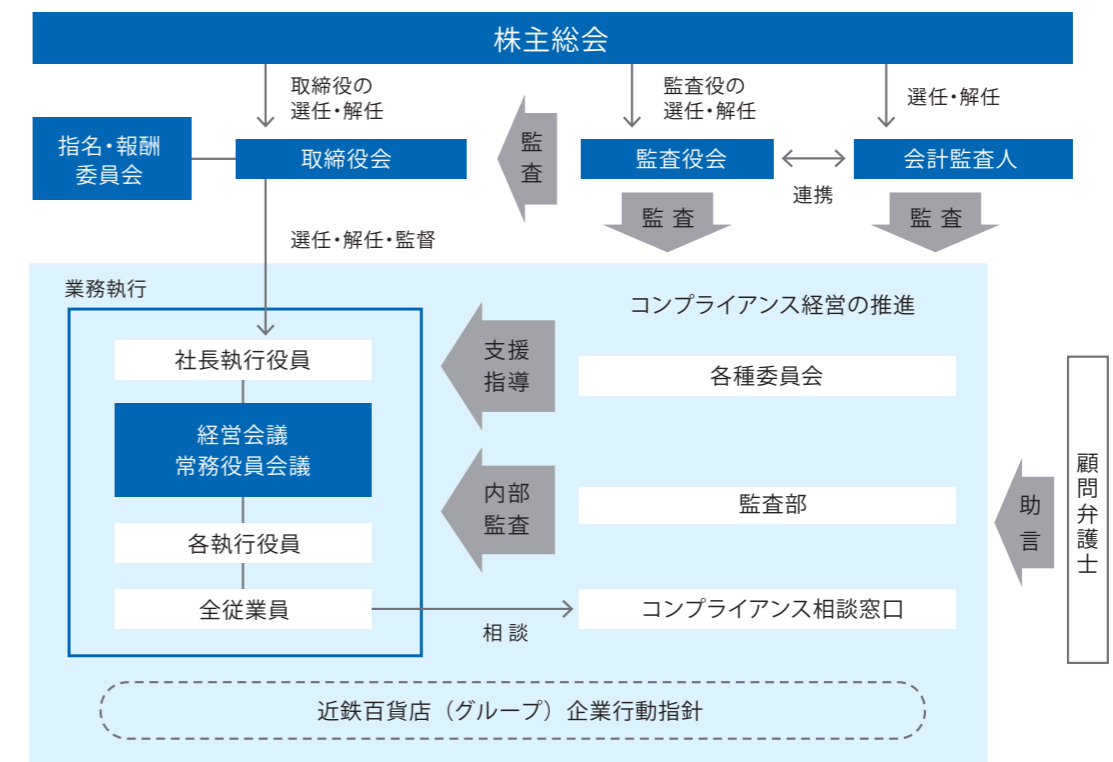 株主総会
取締役の
選任・解任
監査役の
選任・解任
選任・解任
指名・報酬
委員会
取締役会
監査
監査役会
連携
会計監査人
監査
監査
選任・解任・監督
業務執行
コンプライアンス経営の推進
社長執行役員
支援
指導
各種委員会
経営会議
常務役員会議
内部
監査
監査部
助言
顧問弁護士
各執行役員
全従業員
相談
コンプライアンス相談窓口
近鉄百貨店（グループ）企業行動指針